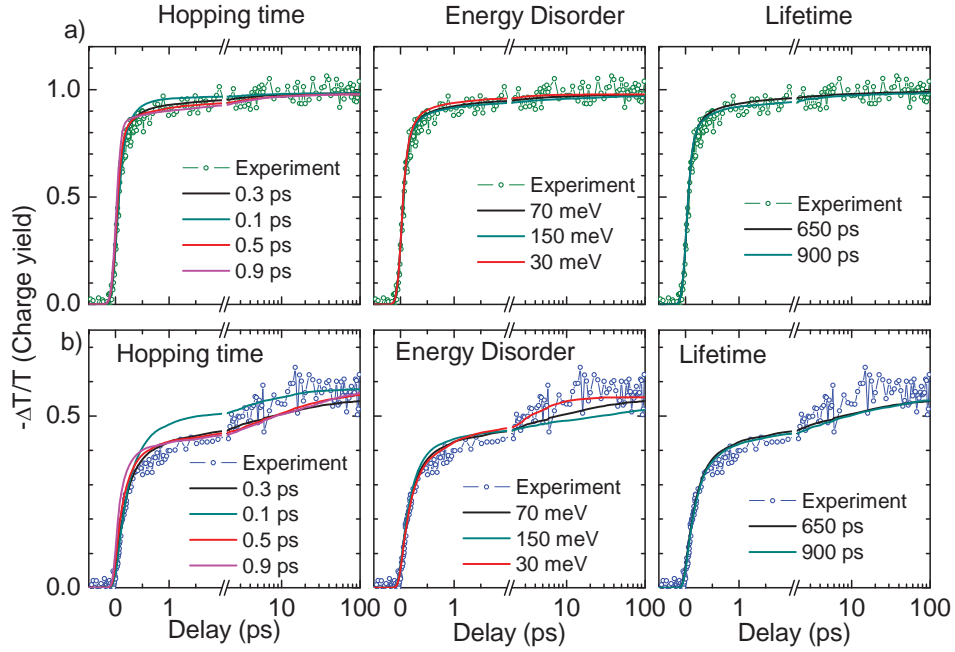 Hopping time
Energy Disorder
Lifetime
a)
1.0
0.5
0.0
Experiment
0.3 ps
0.1 ps
0.5 ps
0.9 ps
Experiment
70 meV
150 meV
30 meV
Experiment
650 ps
900 ps
-ΔT/T (Charge yield)
b)
Hopping time
Energy Disorder
Lifetime
0.5
0.0
Experiment
0.3 ps
0.1 ps
0.5 ps
0.9 ps
Experiment
70 meV
150 meV
30 meV
Experiment
650 ps
900 ps
0 1 10 100
0 1 10 100
0 1 10 100
Delay (ps)
Delay (ps)
Delay (ps)